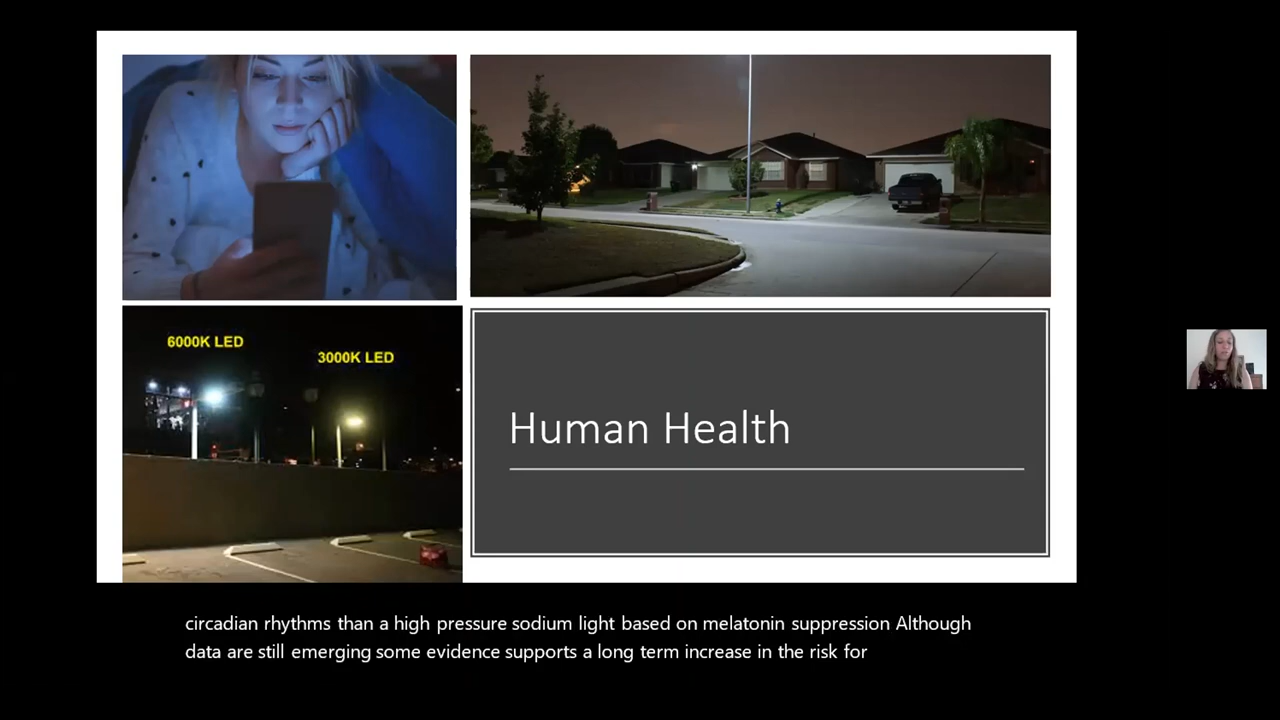 6000K LED
3000K LED
Human Health
circadian rhythms than a high pressure sodium light based on melatonin suppression Although
data are still emerging some evidence supports a long term increase in the risk for